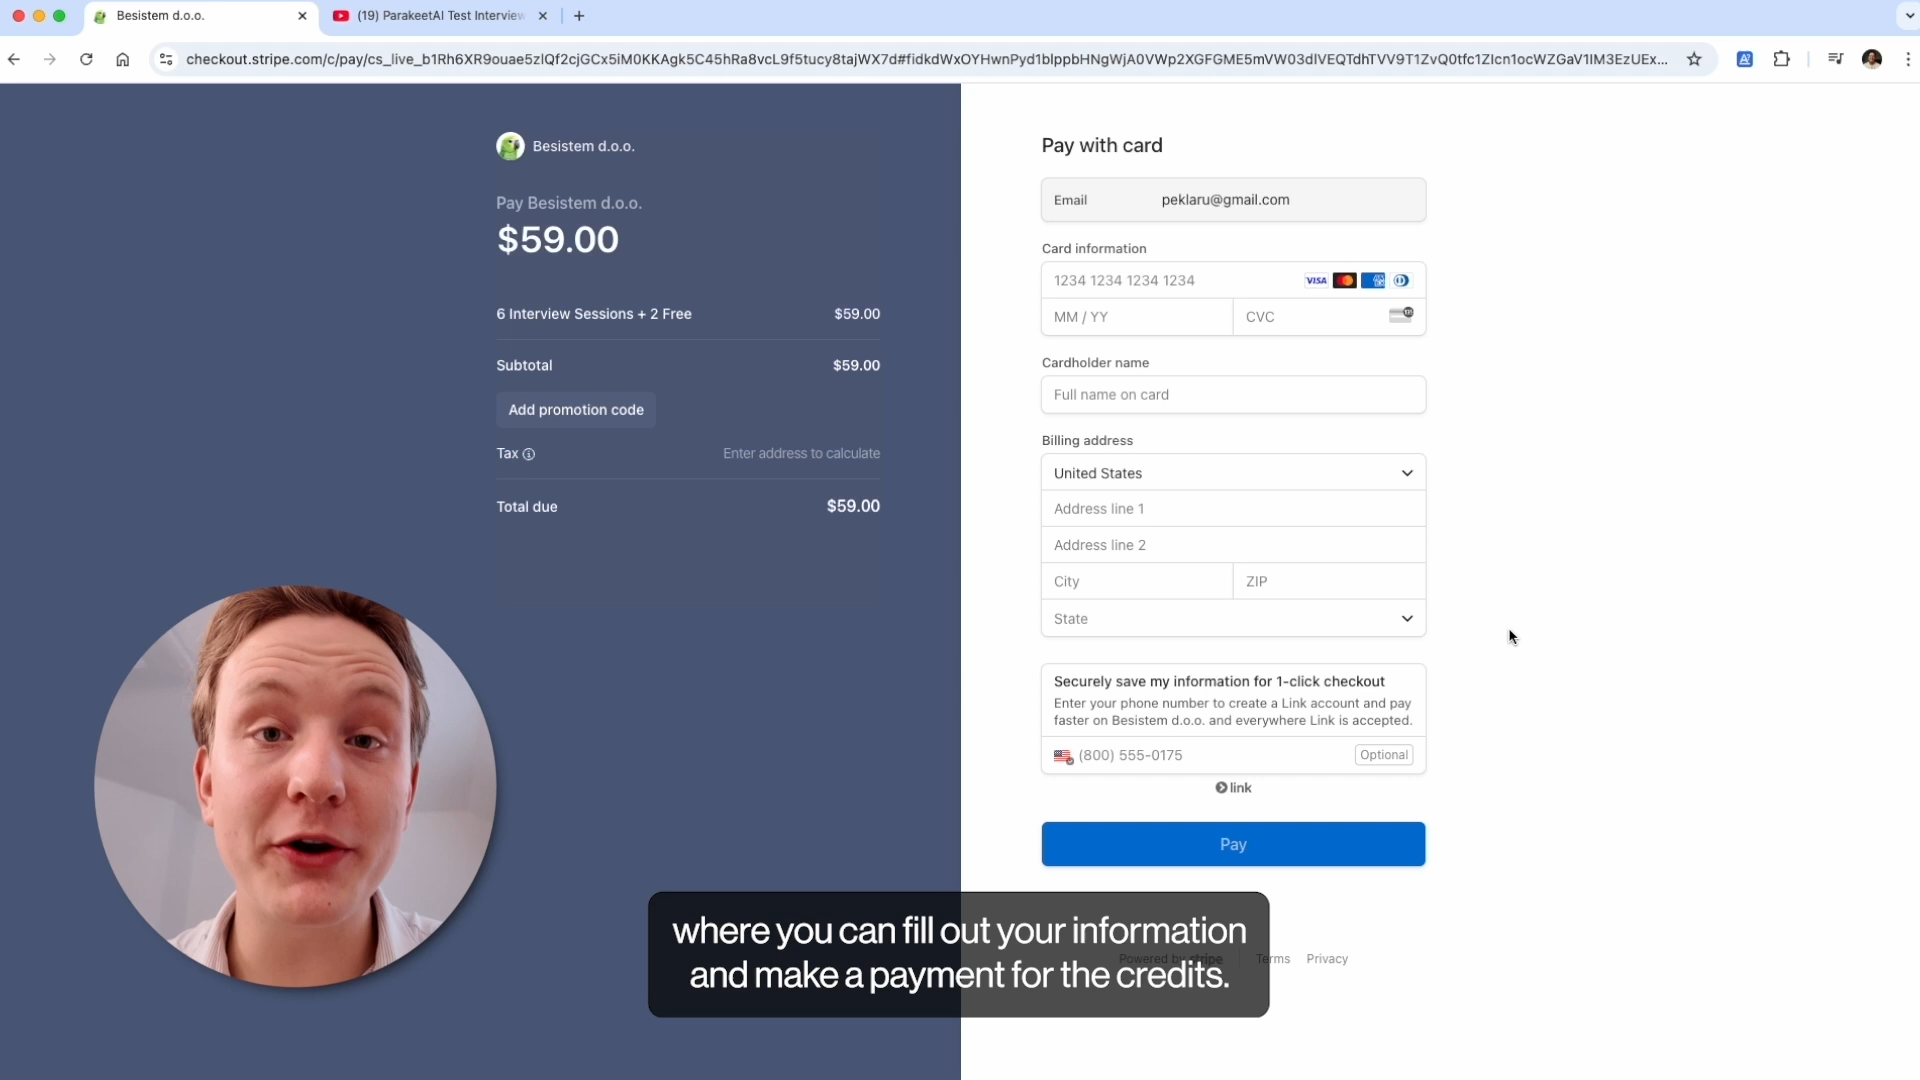 Besistem d.o.o.
(19) ParakeetAI Test Interview
checkout.stripe.com/c/pay/cs_live_b1Rh6XR9ouae5zlQf2cjGCx5iM0KKAgk5C45hRa8vcL9f5tucy8tajWX7d#fidkdWxOYHwnPyd1blppbHNgWjA0VWp2XGFGME5mVW03dlVEQTdhTVV9T1ZvQ0tfc1ZIcn1ocWZGaV1IM3EzUEx...
Besistem d.o.o.
Pay Besistem d.o.o.
$59.00
6 Interview Sessions + 2 Free $59.00
Subtotal $59.00
Add promotion code
Tax Enter address to calculate
Total due $59.00
Pay with card
Email peklaru@gmail.com
Card information
1234 1234 1234 1234 VISA
MM / YY CVC
Cardholder name
Full name on card
Billing address
United States
Address line 1
Address line 2
City ZIP
State
Securely save my information for 1-click checkout
Enter your phone number to create a Link account and pay
faster on Besistem d.o.o. and everywhere Link is accepted.
(800) 555-0175 Optional
link
Pay
where you can fill out your information
and make a payment for the credits.
Powered by stripe Terms Privacy